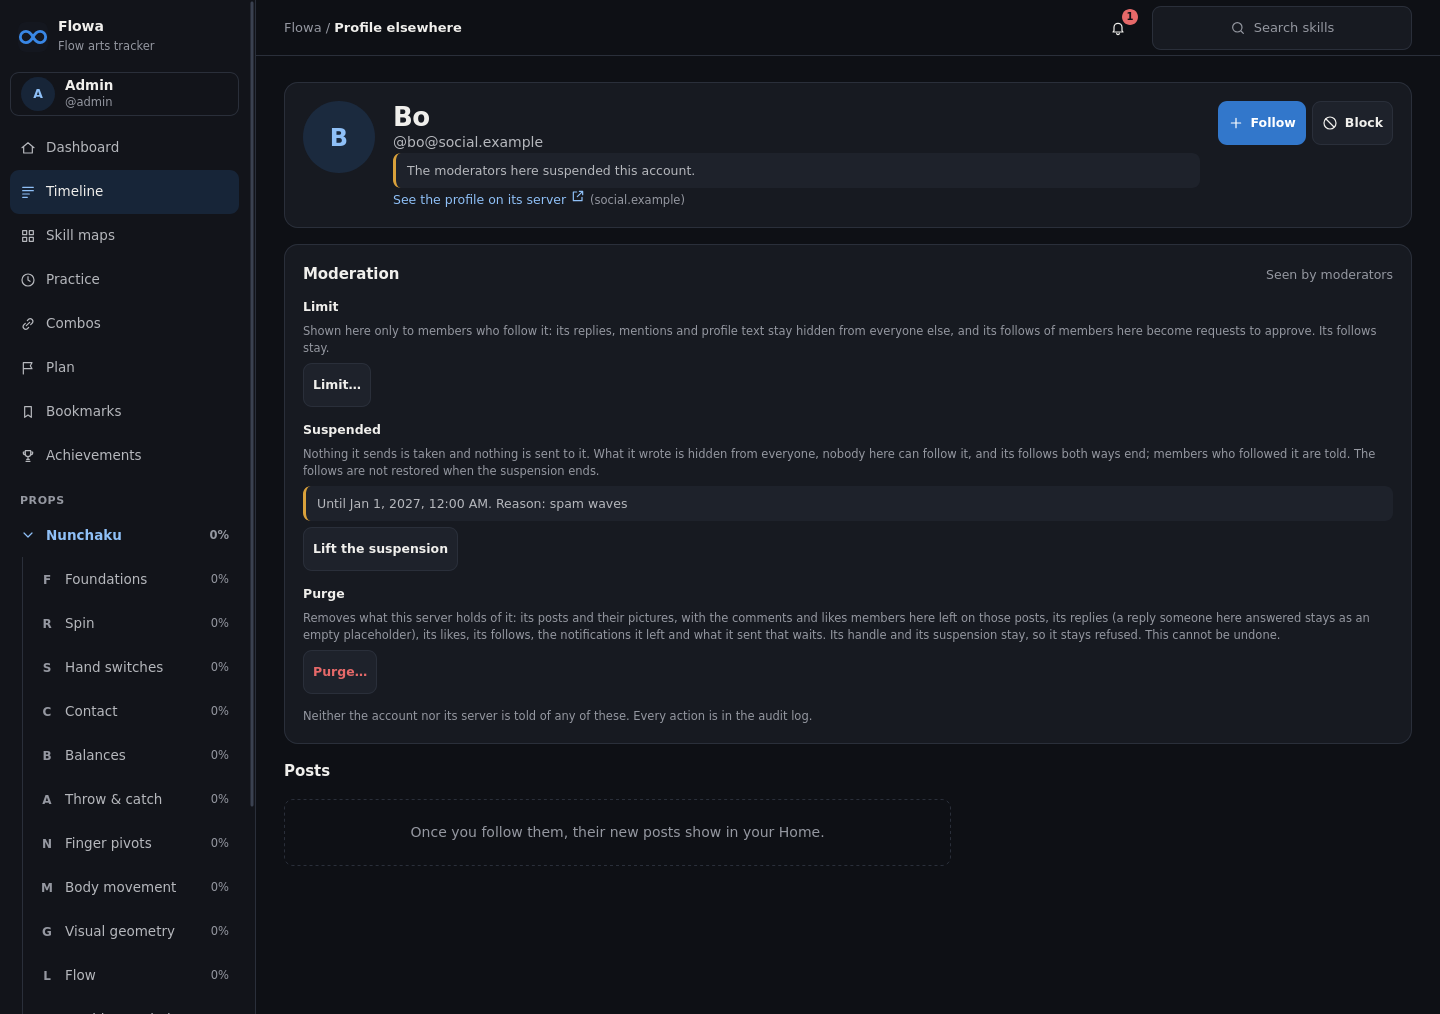 Flowa
Flow arts tracker
A
Admin
@admin
Dashboard
Timeline
Skill maps
Practice
Combos
Plan
Bookmarks
Achievements
PROPS
Nunchaku 0%
F Foundations 0%
R Spin 0%
S Hand switches 0%
C Contact 0%
B Balances 0%
A Throw & catch 0%
N Finger pivots 0%
M Body movement 0%
G Visual geometry 0%
L Flow 0%
Flowa / Profile elsewhere
1
Search skills
B
Bo
@bo@social.example
The moderators here suspended this account.
See the profile on its server (social.example)
Follow
Block
Moderation
Seen by moderators
Limit
Shown here only to members who follow it: its replies, mentions and profile text stay hidden from everyone else, and its follows of members here become requests to approve. Its follows
stay.
Limit…
Suspended
Nothing it sends is taken and nothing is sent to it. What it wrote is hidden from everyone, nobody here can follow it, and its follows both ways end; members who followed it are told. The
follows are not restored when the suspension ends.
Until Jan 1, 2027, 12:00 AM. Reason: spam waves
Lift the suspension
Purge
Removes what this server holds of it: its posts and their pictures, with the comments and likes members here left on those posts, its replies (a reply someone here answered stays as an
empty placeholder), its likes, its follows, the notifications it left and what it sent that waits. Its handle and its suspension stay, so it stays refused. This cannot be undone.
Purge…
Neither the account nor its server is told of any of these. Every action is in the audit log.
Posts
Once you follow them, their new posts show in your Home.